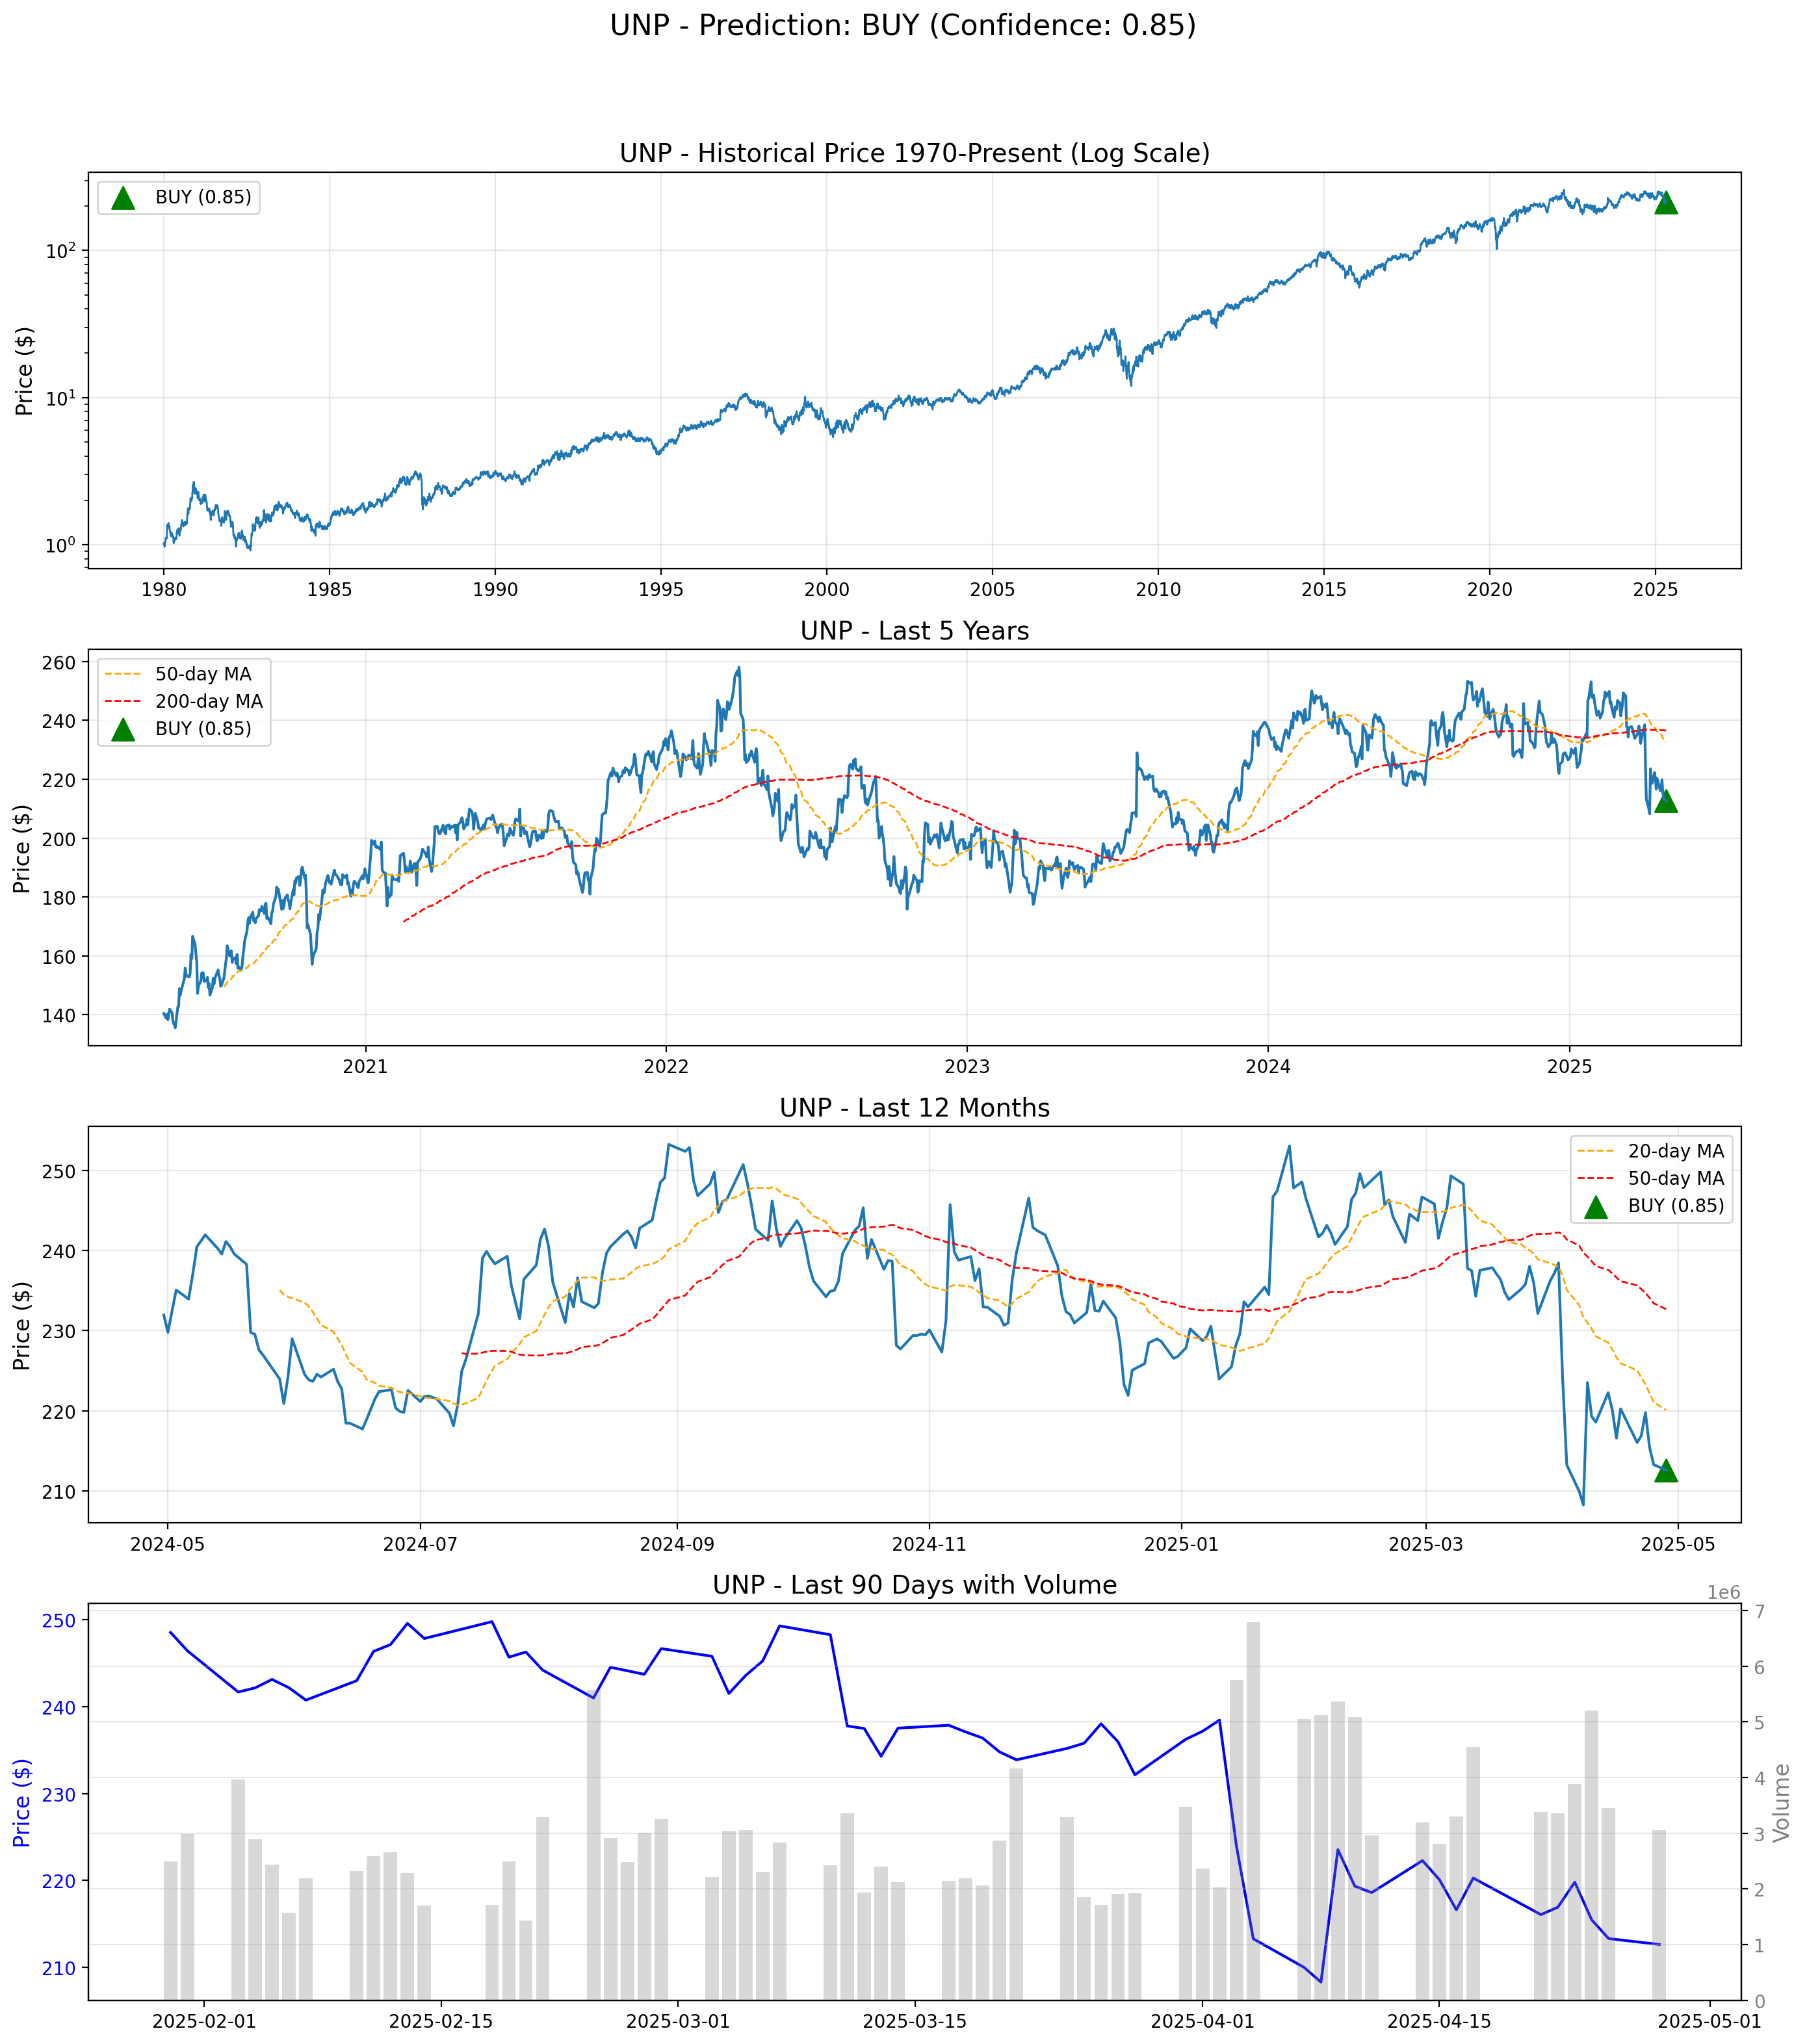 UNP - Prediction: BUY (Confidence: 0.85)
UNP - Historical Price 1970-Present (Log Scale)
BUY (0.85)
Price ($)
10²
10¹
10⁰
1980 1985 1990 1995 2000 2005 2010 2015 2020 2025
UNP - Last 5 Years
50-day MA
200-day MA
BUY (0.85)
Price ($)
260
240
220
200
180
160
140
2021 2022 2023 2024 2025
UNP - Last 12 Months
20-day MA
50-day MA
BUY (0.85)
Price ($)
250
240
230
220
210
2024-05 2024-07 2024-09 2024-11 2025-01 2025-03 2025-05
UNP - Last 90 Days with Volume
1e6
Price ($)
250
240
230
220
210
7
6
5
4
3
2
1
0
Volume
2025-02-01 2025-02-15 2025-03-01 2025-03-15 2025-04-01 2025-04-15 2025-05-01